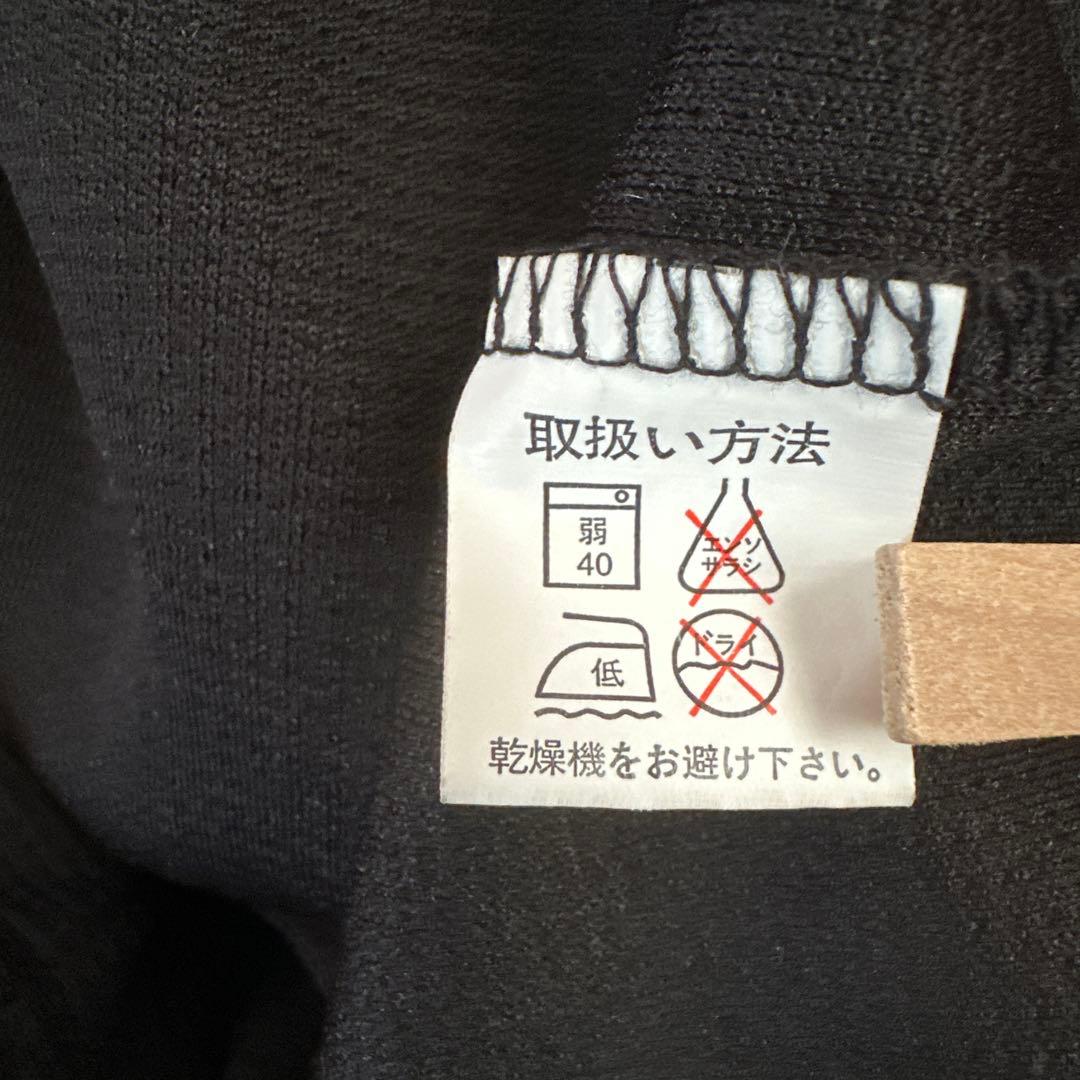 取扱い方法
弱
40
エンソ
サラシ
低
ドライ
乾燥機をお避け下さい。